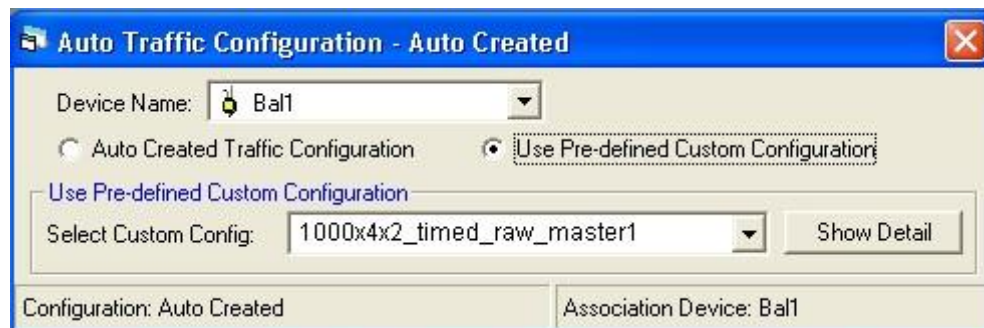 Auto Traffic Configuration - Auto Created
Device Name: Bal1
Auto Created Traffic Configuration Use Pre-defined Custom Configuration
Use Pre-defined Custom Configuration
Select Custom Config: 1000x4x2_timed_raw_master1 Show Detail
Configuration: Auto Created Association Device: Bal1